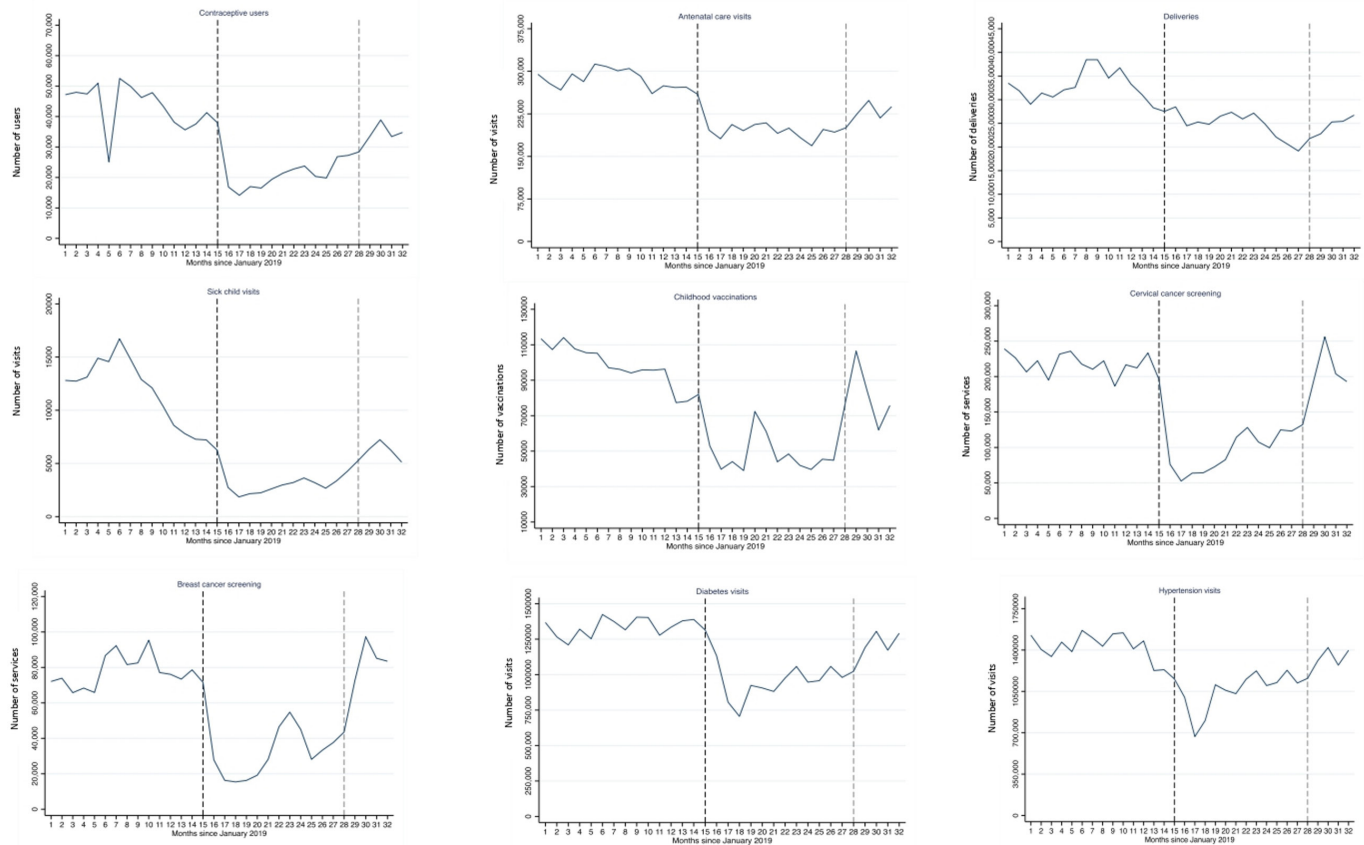 Contraceptive users
Number of users
70,000
60,000
50,000
40,000
30,000
20,000
10,000
0
1 2 3 4 5 6 7 8 9 10 11 12 13 14 15 16 17 18 19 20 21 22 23 24 25 26 27 28 29 30 31 32
Months since January 2019
Antenatal care visits
Number of visits
375,000
300,000
225,000
150,000
75,000
0
1 2 3 4 5 6 7 8 9 10 11 12 13 14 15 16 17 18 19 20 21 22 23 24 25 26 27 28 29 30 31 32
Months since January 2019
Deliveries
Number of deliveries
45,000
40,000
35,000
30,000
25,000
20,000
15,000
10,000
5,000
0
1 2 3 4 5 6 7 8 9 10 11 12 13 14 15 16 17 18 19 20 21 22 23 24 25 26 27 28 29 30 31 32
Months since January 2019
Sick child visits
Number of visits
20000
15000
10000
5000
0
1 2 3 4 5 6 7 8 9 10 11 12 13 14 15 16 17 18 19 20 21 22 23 24 25 26 27 28 29 30 31 32
Months since January 2019
Childhood vaccinations
Number of vaccinations
130000
110000
90000
70000
50000
30000
10000
1 2 3 4 5 6 7 8 9 10 11 12 13 14 15 16 17 18 19 20 21 22 23 24 25 26 27 28 29 30 31 32
Months since January 2019
Cervical cancer screening
Number of services
300,000
250,000
200,000
150,000
100,000
50,000
0
1 2 3 4 5 6 7 8 9 10 11 12 13 14 15 16 17 18 19 20 21 22 23 24 25 26 27 28 29 30 31 32
Months since January 2019
Breast cancer screening
Number of services
120,000
100,000
80,000
60,000
40,000
20,000
0
1 2 3 4 5 6 7 8 9 10 11 12 13 14 15 16 17 18 19 20 21 22 23 24 25 26 27 28 29 30 31 32
Months since January 2019
Diabetes visits
Number of visits
1500000
1250000
1000000
750,000
500,000
250,000
0
1 2 3 4 5 6 7 8 9 10 11 12 13 14 15 16 17 18 19 20 21 22 23 24 25 26 27 28 29 30 31 32
Months since January 2019
Hypertension visits
Number of visits
1750000
1400000
1050000
700,000
350,000
0
1 2 3 4 5 6 7 8 9 10 11 12 13 14 15 16 17 18 19 20 21 22 23 24 25 26 27 28 29 30 31 32
Months since January 2019